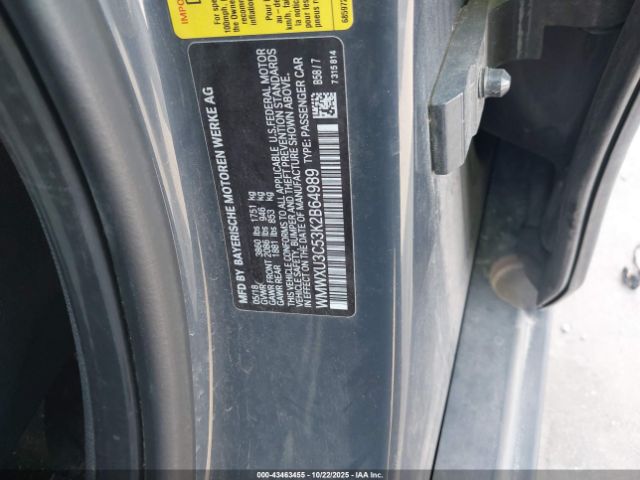 MFD BY BAYERISCHE MOTOREN WERKE AG
05/18
GVWR 3860 lbs 1751 kg
GAWR FRONT 2086 lbs 946 kg
GAWR REAR 1881 lbs 853 kg
THIS VEHICLE CONFORMS TO ALL APPLICABLE U.S. FEDERAL MOTOR
VEHICLE SAFETY, BUMPER, AND THEFT PREVENTION STANDARDS
IN EFFECT ON THE DATE OF MANUFACTURE SHOWN ABOVE.
WMWXU3C53K2B64989 TYPE: PASSENGER CAR
B58/7
7315814
000-43463455 - 10/22/2025 - IAA Inc.